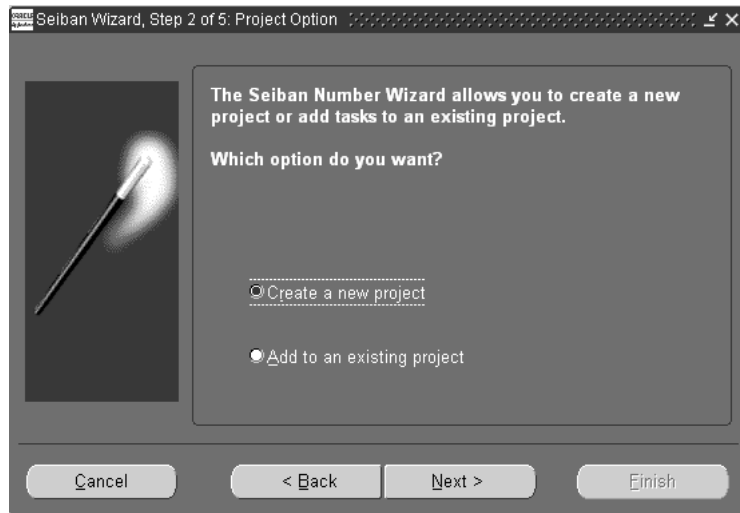 ORACLE
Seiban Wizard, Step 2 of 5: Project Option
The Seiban Number Wizard allows you to create a new
project or add tasks to an existing project.
Which option do you want?
Create a new project
Add to an existing project
Cancel
< Back
Next >
Finish